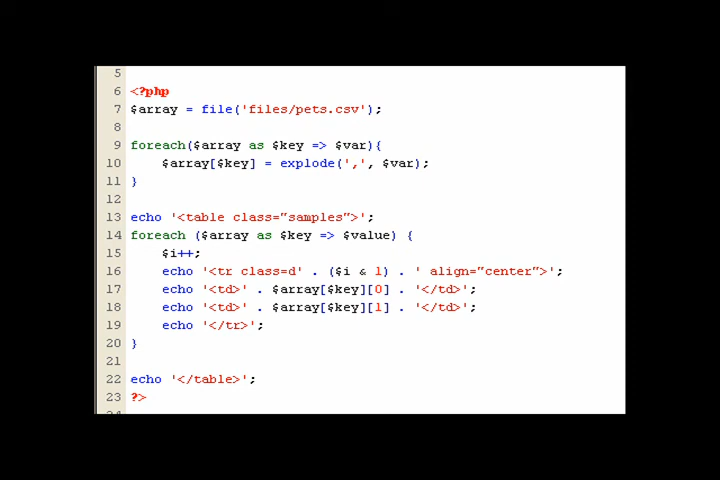 5
6 <?php
7 $array = file('files/pets.csv');
8
9 foreach($array as $key => $var){
10 $array[$key] = explode(',', $var);
11 }
12
13 echo '<table class="samples">';
14 foreach ($array as $key => $value) {
15 $i++;
16 echo '<tr class=d' . ($i & 1) . ' align="center">';
17 echo '<td>' . $array[$key][0] . '</td>';
18 echo '<td>' . $array[$key][1] . '</td>';
19 echo '</tr>';
20 }
21
22 echo '</table>';
23 ?>